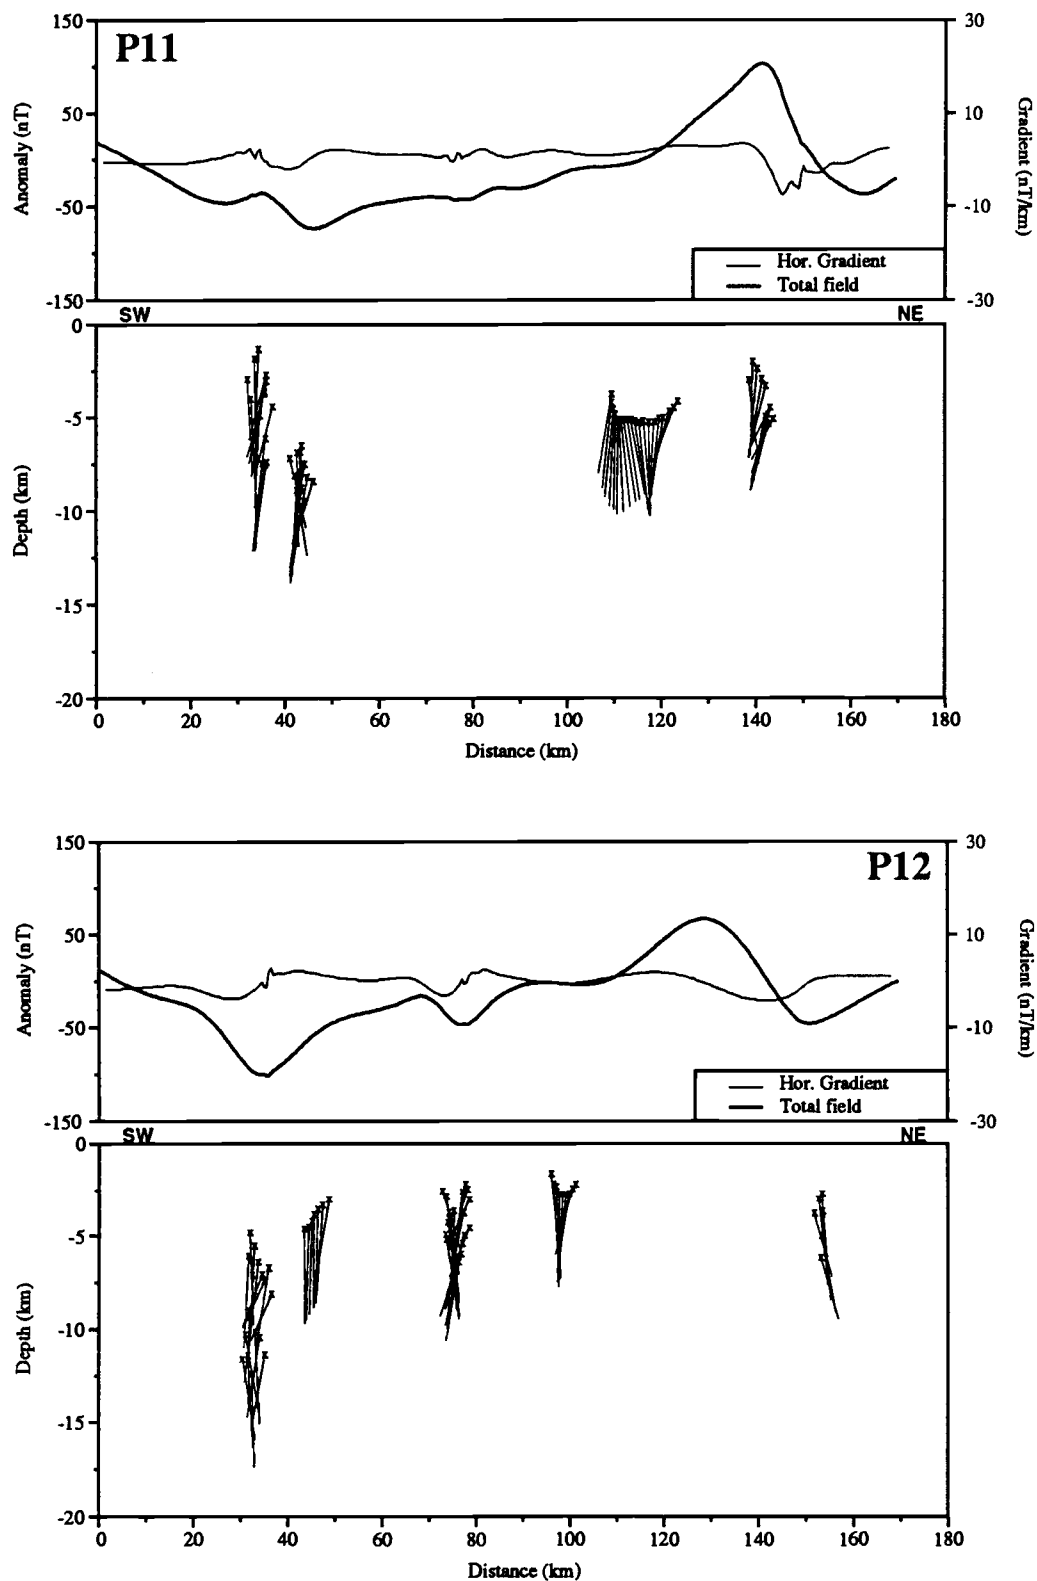 P11
150
50
-50
-150
Anomaly (nT)
30
10
-10
-30
Gradient (nT/km)
Hor. Gradient
Total field
SW
NE
0
-5
-10
-15
-20
Depth (km)
0 20 40 60 80 100 120 140 160 180
Distance (km)
P12
150
50
-50
-150
Anomaly (nT)
30
10
-10
-30
Gradient (nT/km)
Hor. Gradient
Total field
SW
NE
0
-5
-10
-15
-20
Depth (km)
0 20 40 60 80 100 120 140 160 180
Distance (km)